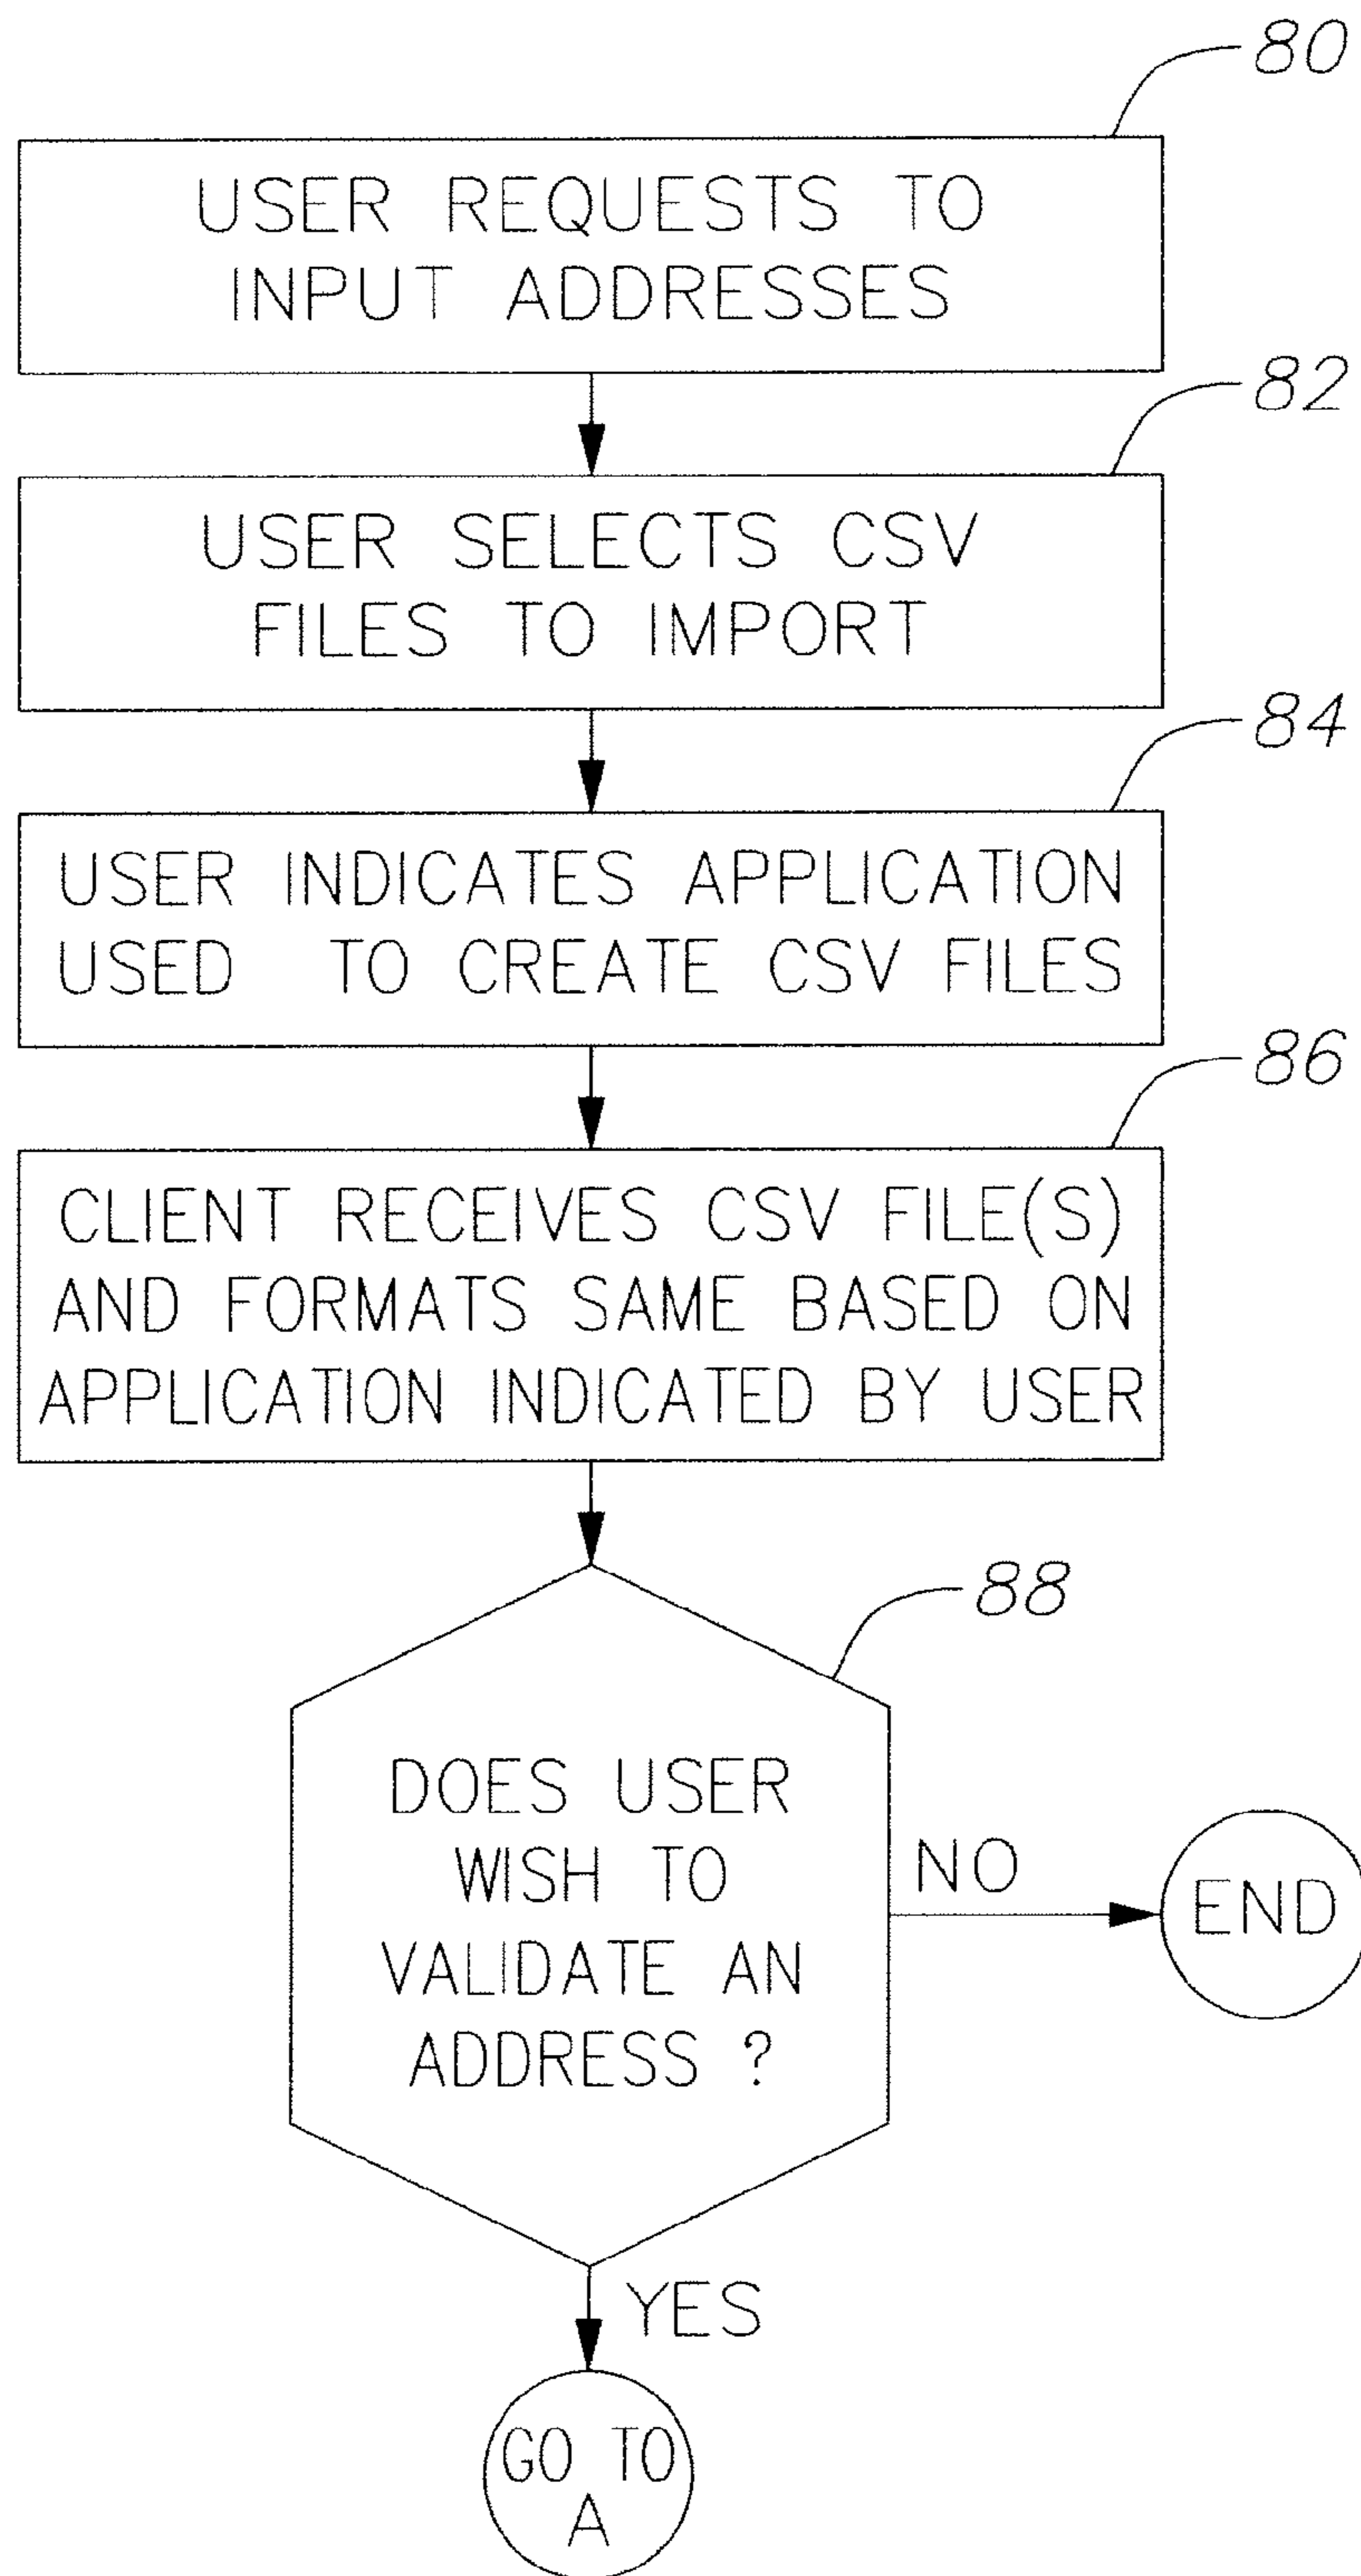 80
USER REQUESTS TO
INPUT ADDRESSES
82
USER SELECTS CSV
FILES TO IMPORT
84
USER INDICATES APPLICATION
USED TO CREATE CSV FILES
86
CLIENT RECEIVES CSV FILE(S)
AND FORMATS SAME BASED ON
APPLICATION INDICATED BY USER
88
DOES USER
WISH TO
VALIDATE AN
ADDRESS ?
NO
END
YES
GO TO
A